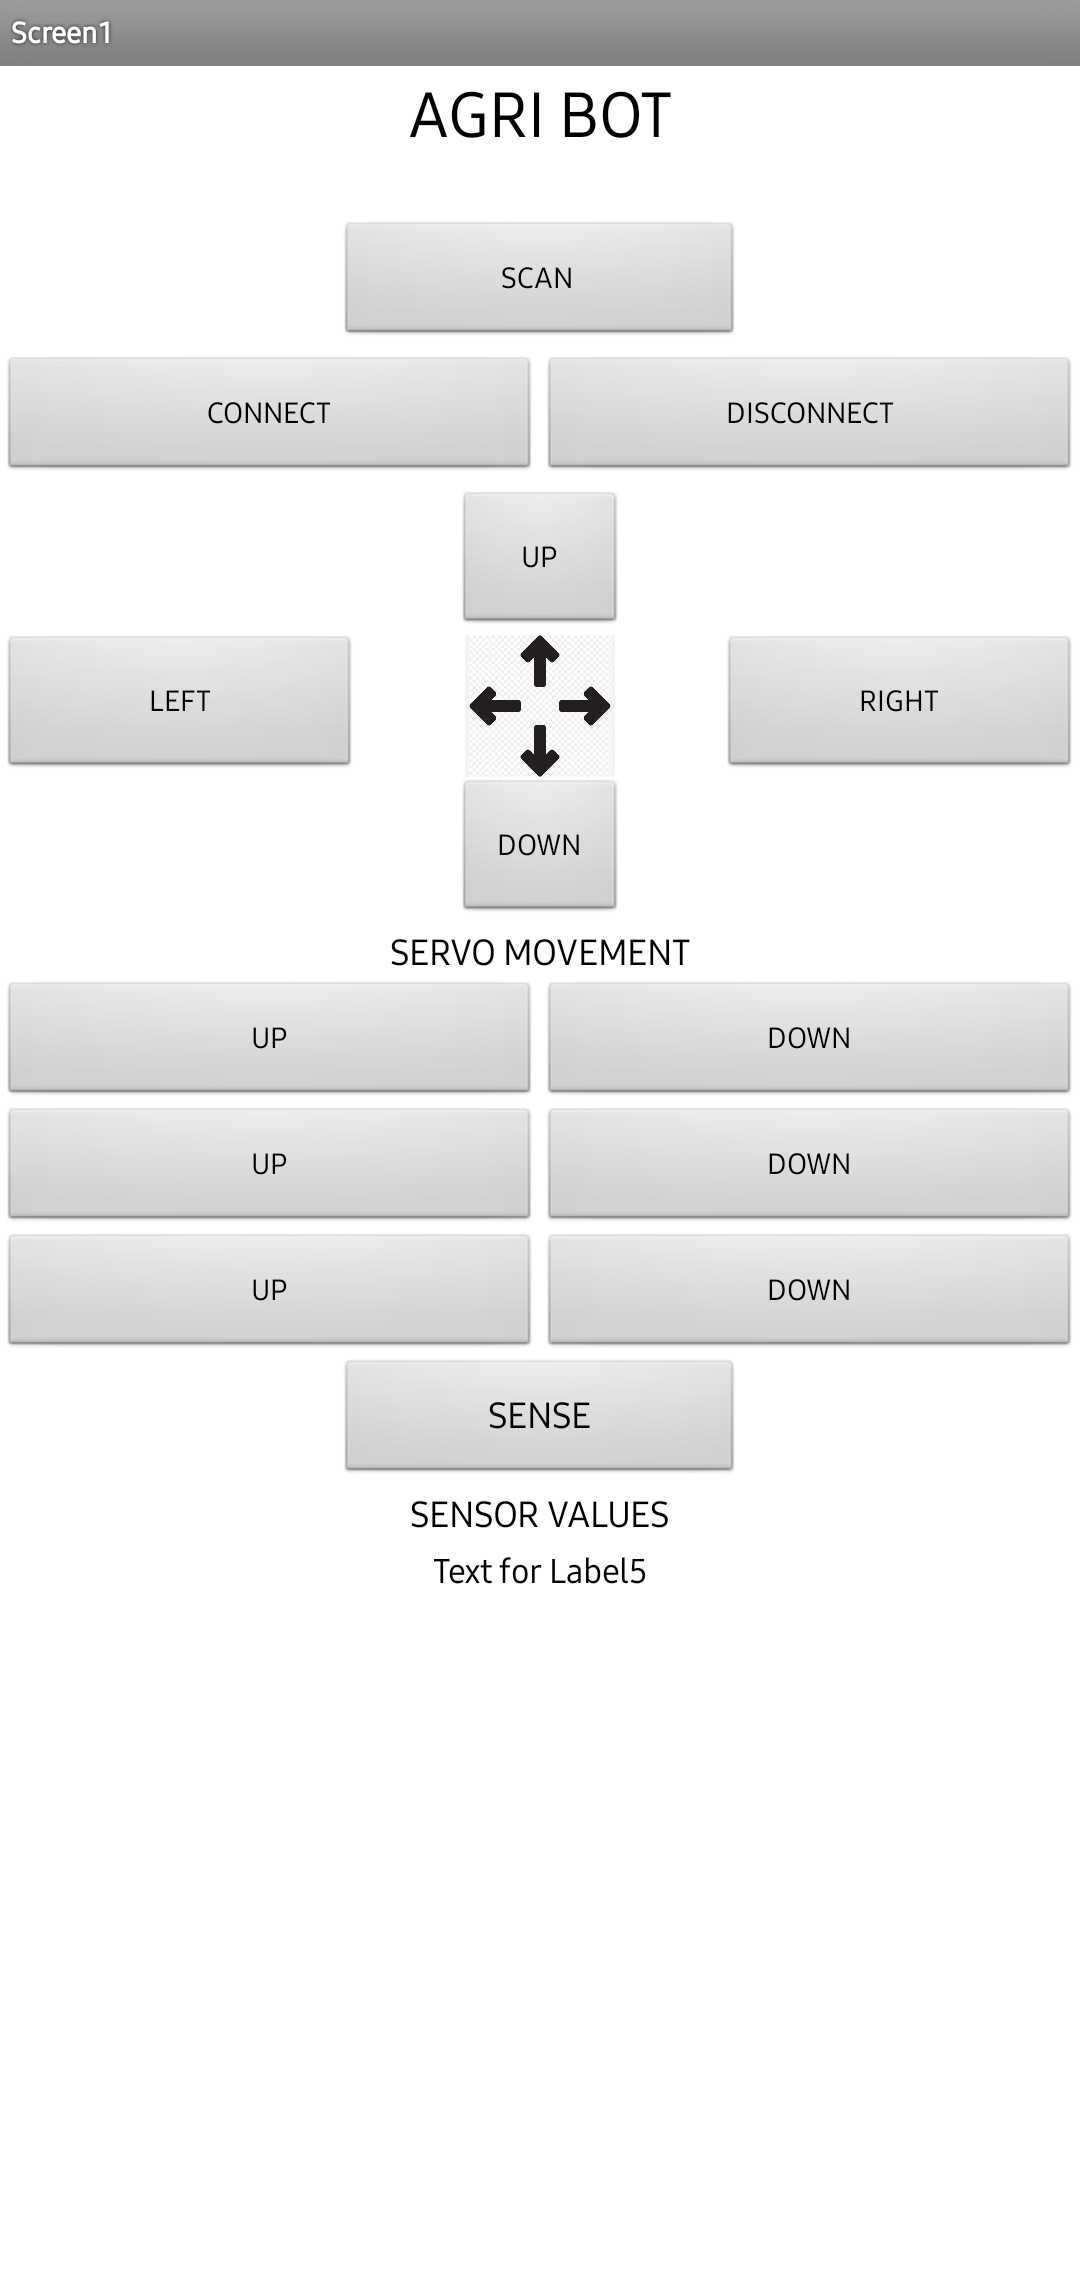 Screen1
AGRI BOT
SCAN
CONNECT DISCONNECT
UP
LEFT RIGHT
DOWN
SERVO MOVEMENT
UP DOWN
UP DOWN
UP DOWN
SENSE
SENSOR VALUES
Text for Label5